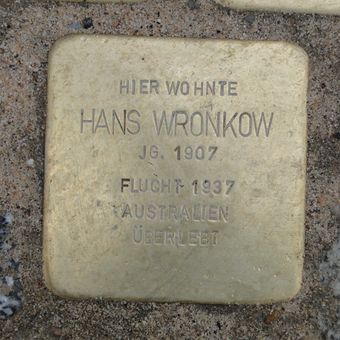 HIER WOHNTE
HANS WRONKOW
JG. 1907
FLUCHT 1937
AUSTRALIEN
ÜBERLEBT